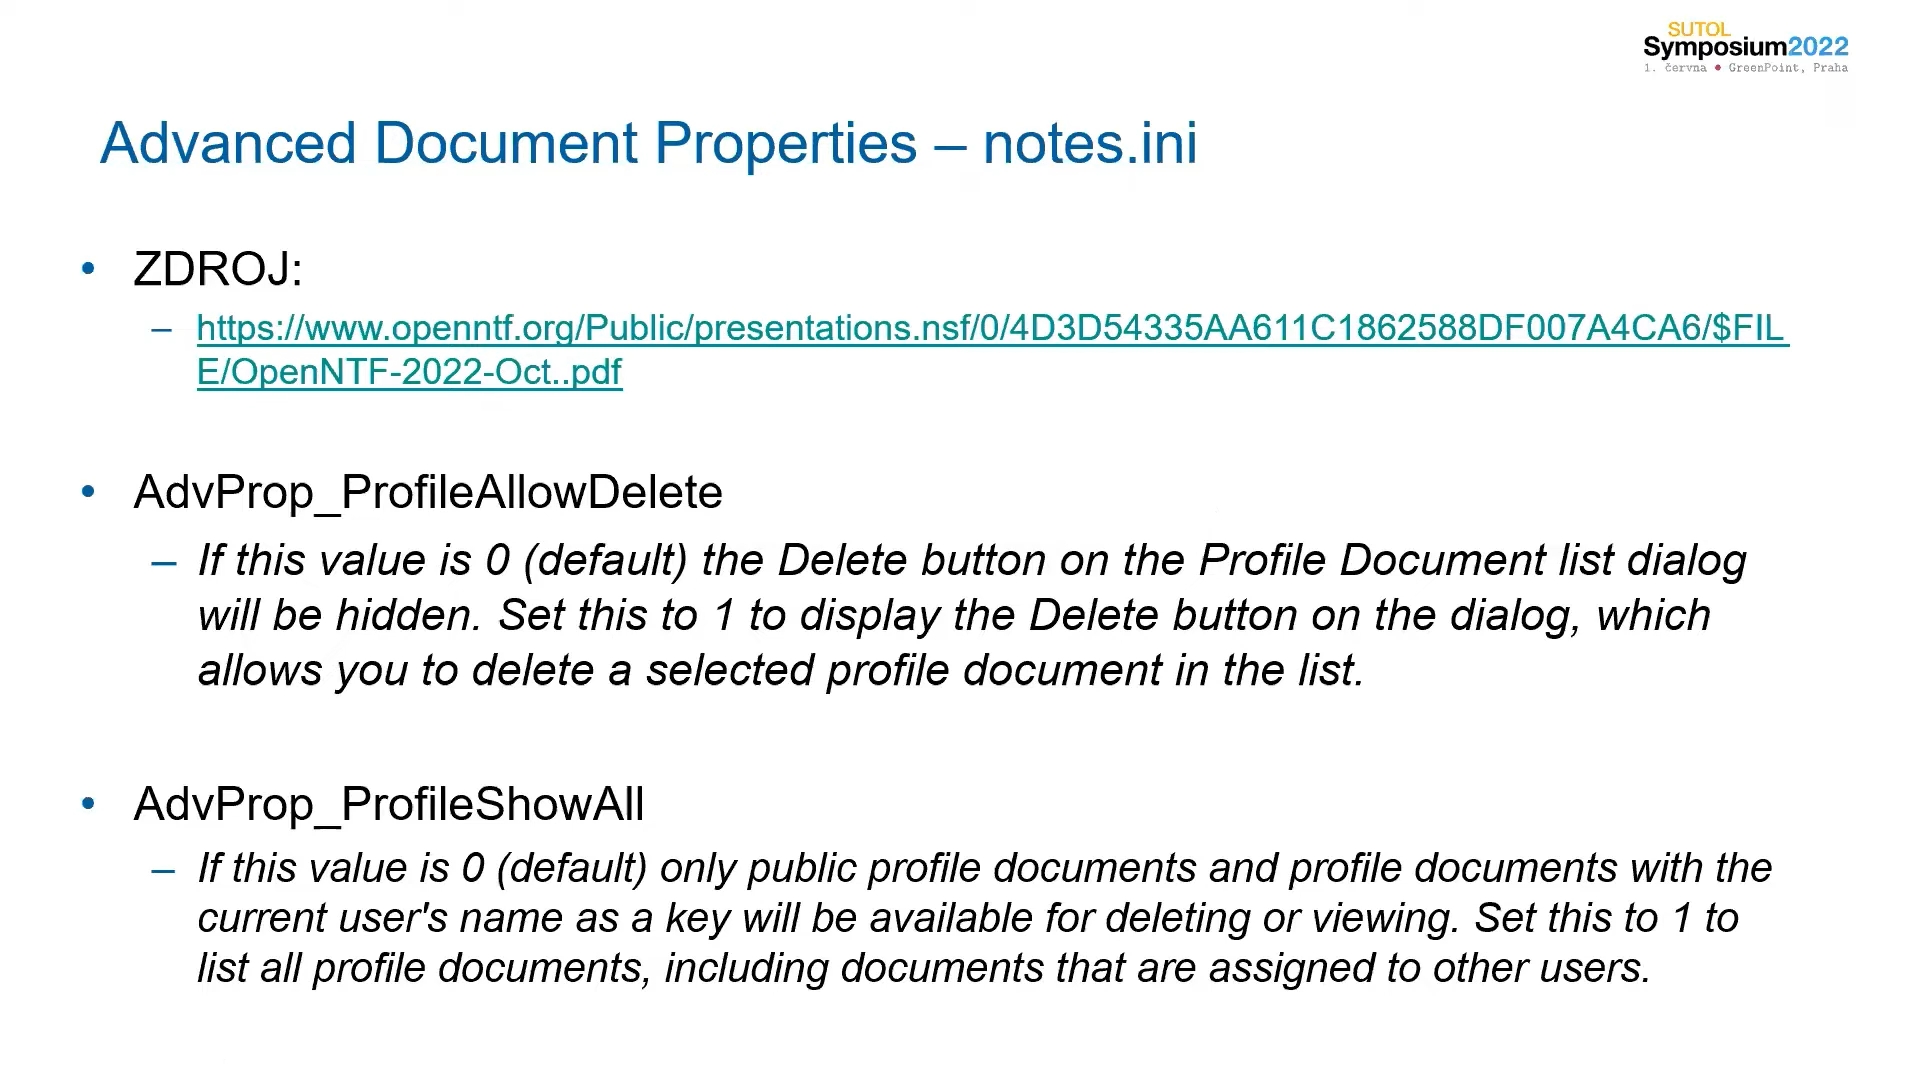 SUTOL
Symposium2022
1. června • GreenPoint, Praha
Advanced Document Properties – notes.ini
• ZDROJ:
– https://www.openntf.org/Public/presentations.nsf/0/4D3D54335AA611C1862588DF007A4CA6/$FIL
E/OpenNTF-2022-Oct..pdf
• AdvProp_ProfileAllowDelete
– If this value is 0 (default) the Delete button on the Profile Document list dialog
will be hidden. Set this to 1 to display the Delete button on the dialog, which
allows you to delete a selected profile document in the list.
• AdvProp_ProfileShowAll
– If this value is 0 (default) only public profile documents and profile documents with the
current user's name as a key will be available for deleting or viewing. Set this to 1 to
list all profile documents, including documents that are assigned to other users.